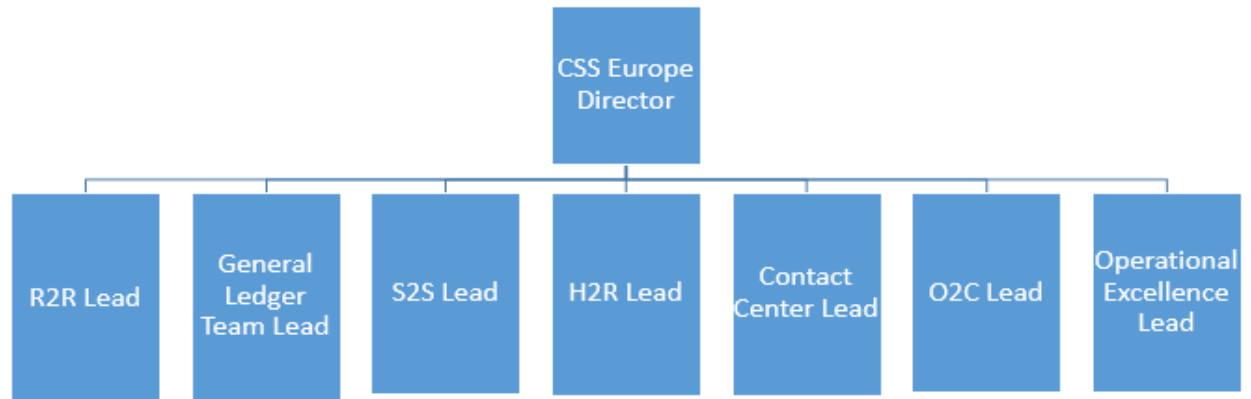 CSS Europe
Director
R2R Lead
General
Ledger
Team Lead
S2S Lead
H2R Lead
Contact
Center Lead
O2C Lead
Operational
Excellence
Lead